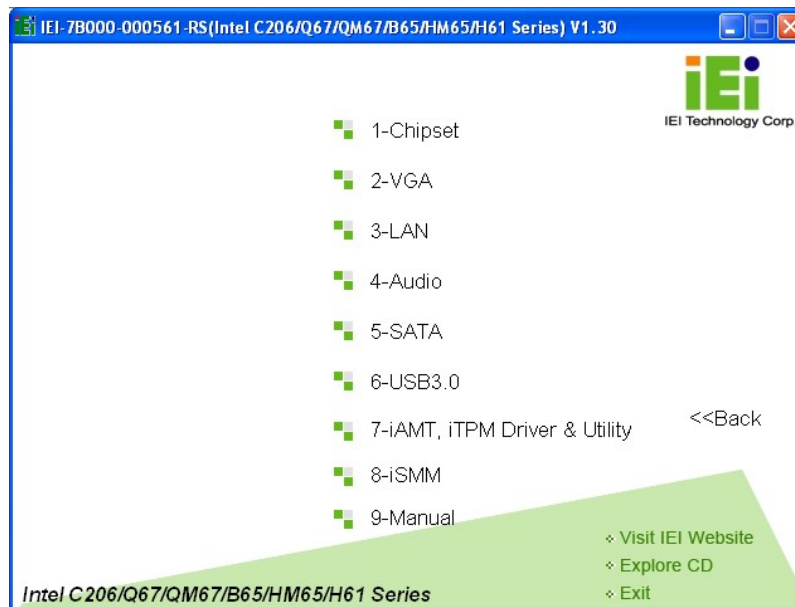 IEI-7B000-000561-RS(Intel C206/Q67/QM67/B65/HM65/H61 Series) V1.30
iEi
IEI Technology Corp.
1-Chipset
2-VGA
3-LAN
4-Audio
5-SATA
6-USB3.0
7-iAMT, iTPM Driver & Utility
<<Back
8-iSMM
9-Manual
Visit IEI Website
Explore CD
Exit
Intel C206/Q67/QM67/B65/HM65/H61 Series